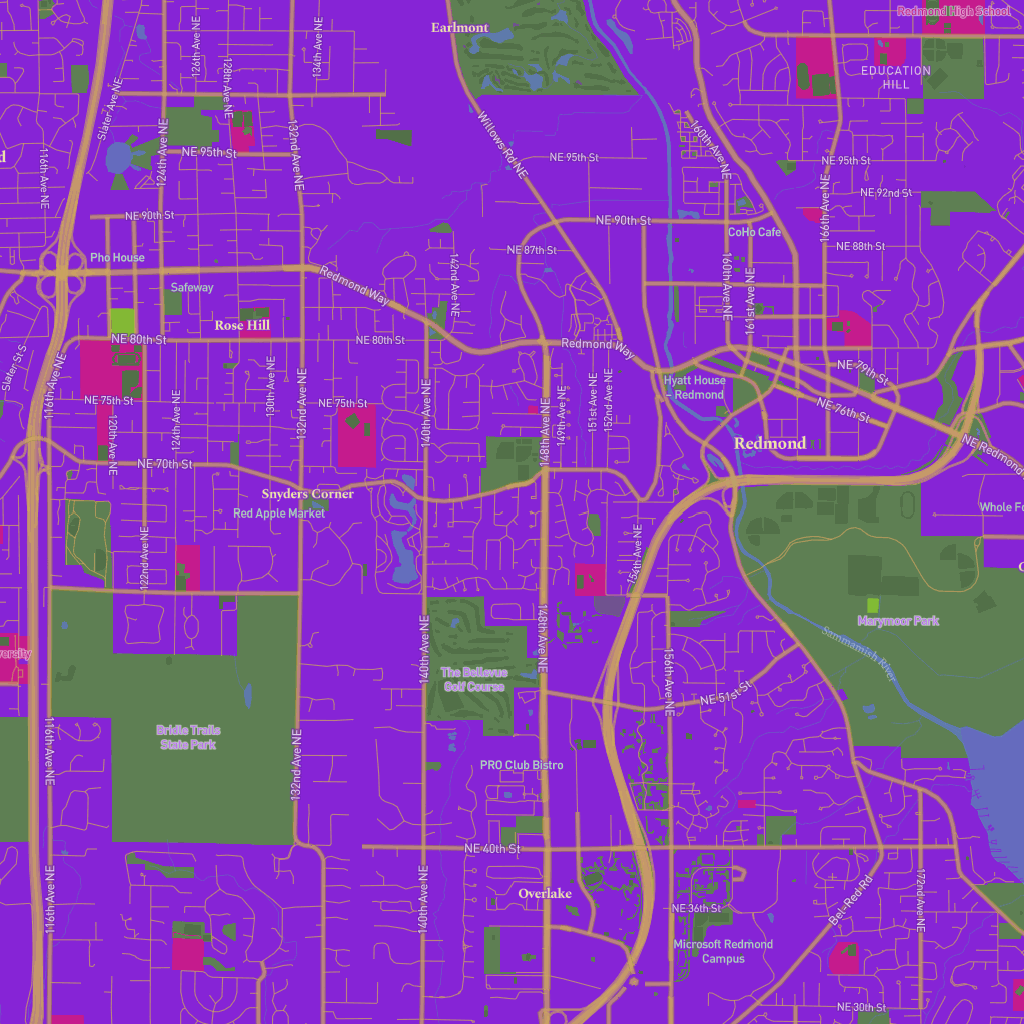 Redmond High School
Earlmont
EDUCATION
HILL
126th Ave NE
134th Ave NE
128th Ave NE
Slater Ave NE
126th Ave NE
132nd Ave NE
116th Ave NE
NE 95th St
Willows Rd NE
NE 95th St
160th Ave NE
NE 95th St
NE 92nd St
166th Ave NE
NE 90th St
NE 90th St
CoHo Cafe
NE 88th St
NE 87th St
Pho House
Safeway
Redmond Way
142nd Ave NE
160th Ave NE
161st Ave NE
Rose Hill
NE 80th St
NE 80th St
Redmond Way
Slater St S
116th Ave NE
130th Ave NE
132nd Ave NE
140th Ave NE
148th Ave NE
149th Ave NE
151st Ave NE
152nd Ave NE
NE 79th St
Hyatt House
- Redmond
NE 76th St
NE 75th St
NE 75th St
120th Ave NE
124th Ave NE
Redmond
NE Redmond
NE 70th St
Snyders Corner
Red Apple Market
Whole Fo
122nd Ave NE
154th Ave NE
140th Ave NE
148th Ave NE
156th Ave NE
Marymoor Park
Sammamish River
versity
The Bellevue
Golf Course
NE 51st St
Bridle Trails
State Park
116th Ave NE
132nd Ave NE
PRO Club Bistro
NE 40th St
Overlake
116th Ave NE
140th Ave NE
NE 36th St
Bel-Red Rd
172nd Ave NE
Microsoft Redmond
Campus
NE 30th St